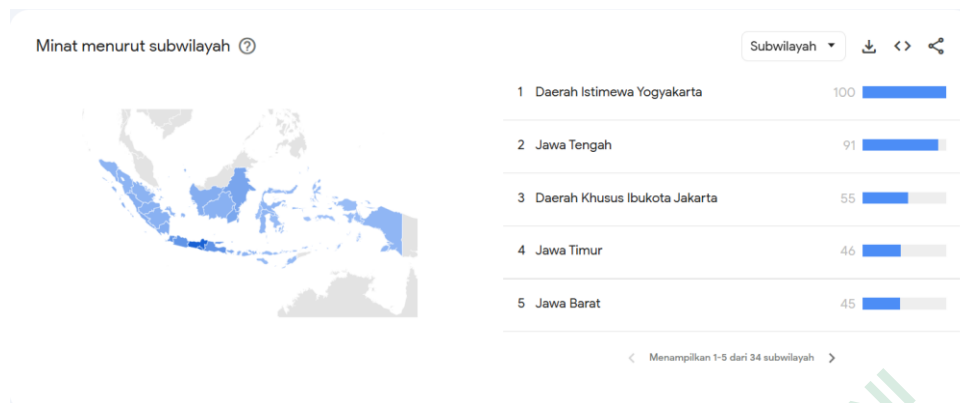 Minat menurut subwilayah
Subwilayah
1 Daerah Istimewa Yogyakarta 100
2 Jawa Tengah 91
3 Daerah Khusus Ibukota Jakarta 55
4 Jawa Timur 46
5 Jawa Barat 45
Menampilkan 1-5 dari 34 subwilayah